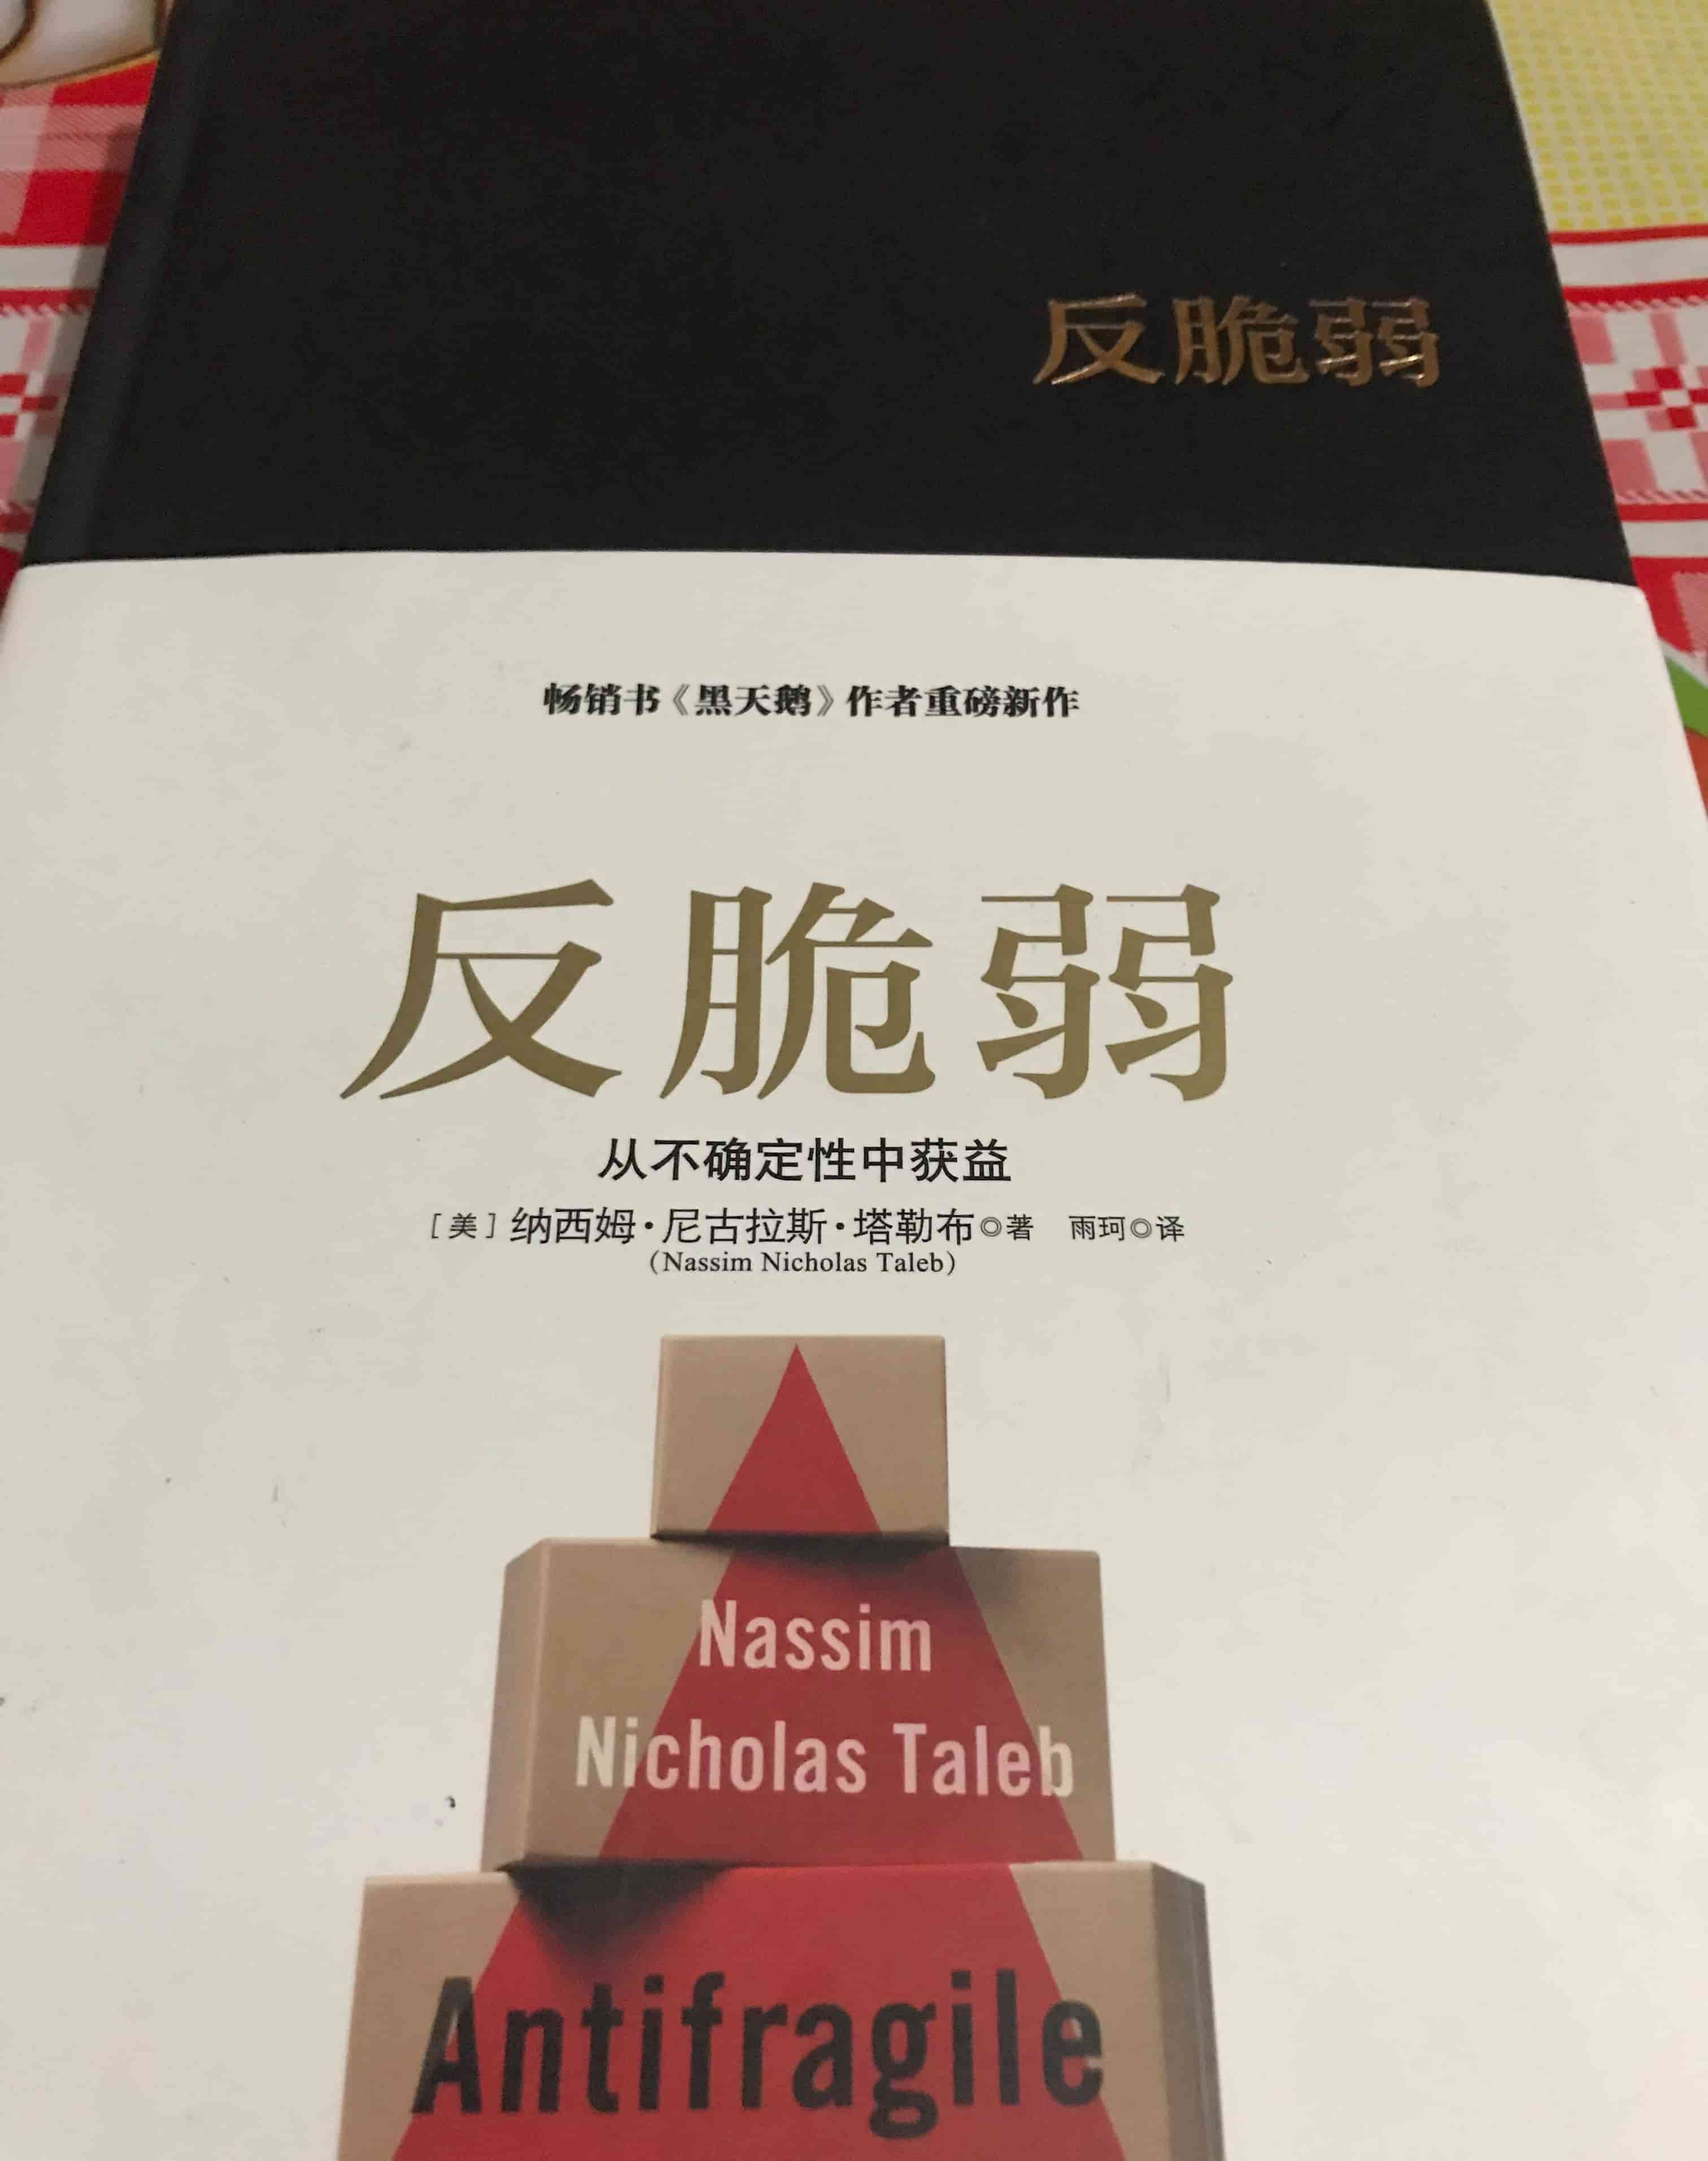 反脆弱
畅销书《黑天鹅》作者重磅新作
反脆弱
从不确定性中获益
[美]纳西姆·尼古拉斯·塔勒布◎著 雨珂◎译
(Nassim Nicholas Taleb)
Nassim
Nicholas Taleb
Antifragile